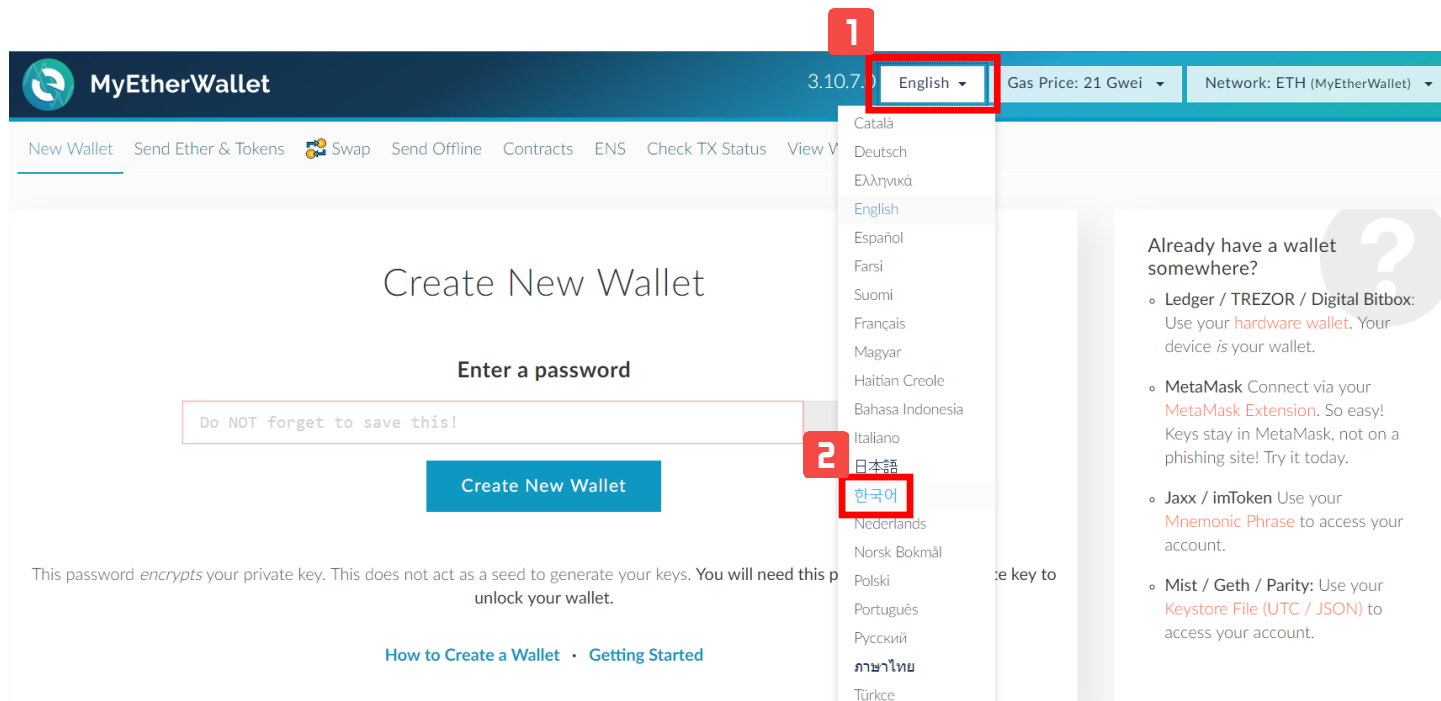 1
MyEtherWallet
3.10.7.0
English
Gas Price: 21 Gwei
Network: ETH (MyEtherWallet)
New Wallet
Send Ether & Tokens
Swap
Send Offline
Contracts
ENS
Check TX Status
View
Català
Deutsch
Ελληνικά
English
Español
Farsi
Suomi
Français
Magyar
Haitian Creole
Bahasa Indonesia
Italiano
日本語
2
한국어
Nederlands
Norsk Bokmål
Polski
Português
Русский
ภาษาไทย
Türkçe
Create New Wallet
Enter a password
Do NOT forget to save this!
Create New Wallet
This password encrypts your private key. This does not act as a seed to generate your keys. You will need this key to
unlock your wallet.
How to Create a Wallet · Getting Started
?
Already have a wallet
somewhere?
Ledger / TREZOR / Digital Bitbox:
Use your hardware wallet. Your
device is your wallet.
MetaMask Connect via your
MetaMask Extension. So easy!
Keys stay in MetaMask, not on a
phishing site! Try it today.
Jaxx / imToken Use your
Mnemonic Phrase to access your
account.
Mist / Geth / Parity: Use your
Keystore File (UTC / JSON) to
access your account.